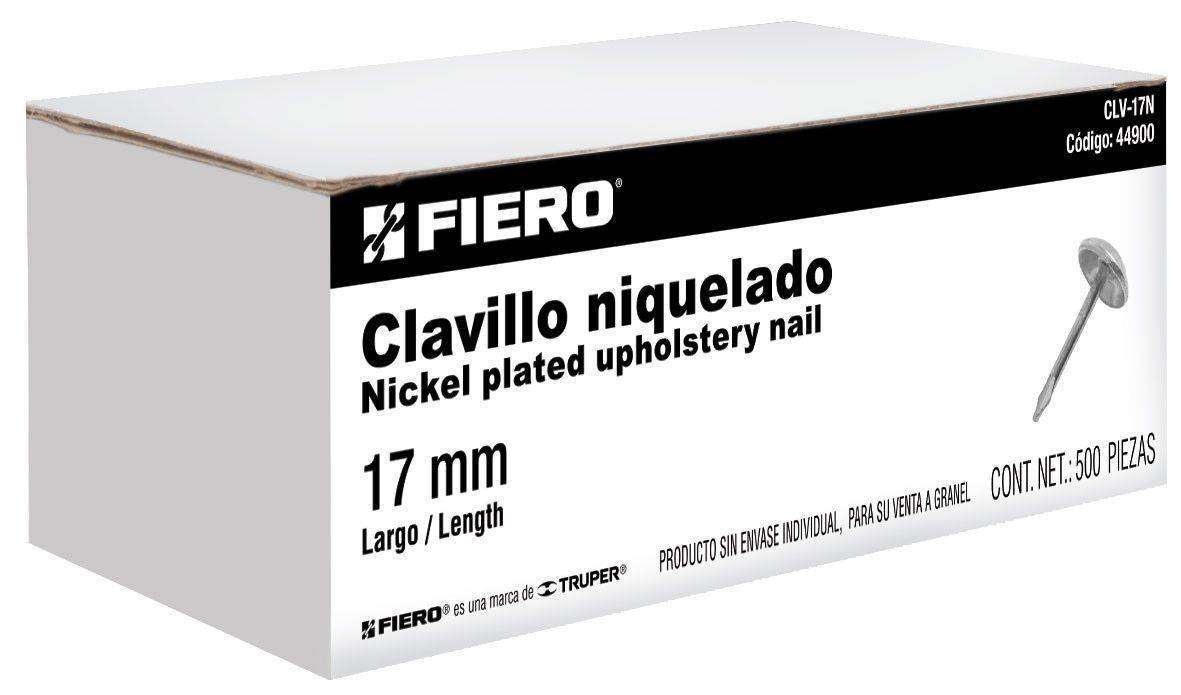 CLV-17N
Código: 44900
FIERO®
Clavillo niquelado
Nickel plated upholstery nail
17 mm
Largo / Length
CONT. NET.: 500 PIEZAS
PRODUCTO SIN ENVASE INDIVIDUAL, PARA SU VENTA A GRANEL
FIERO® es una marca de TRUPER®